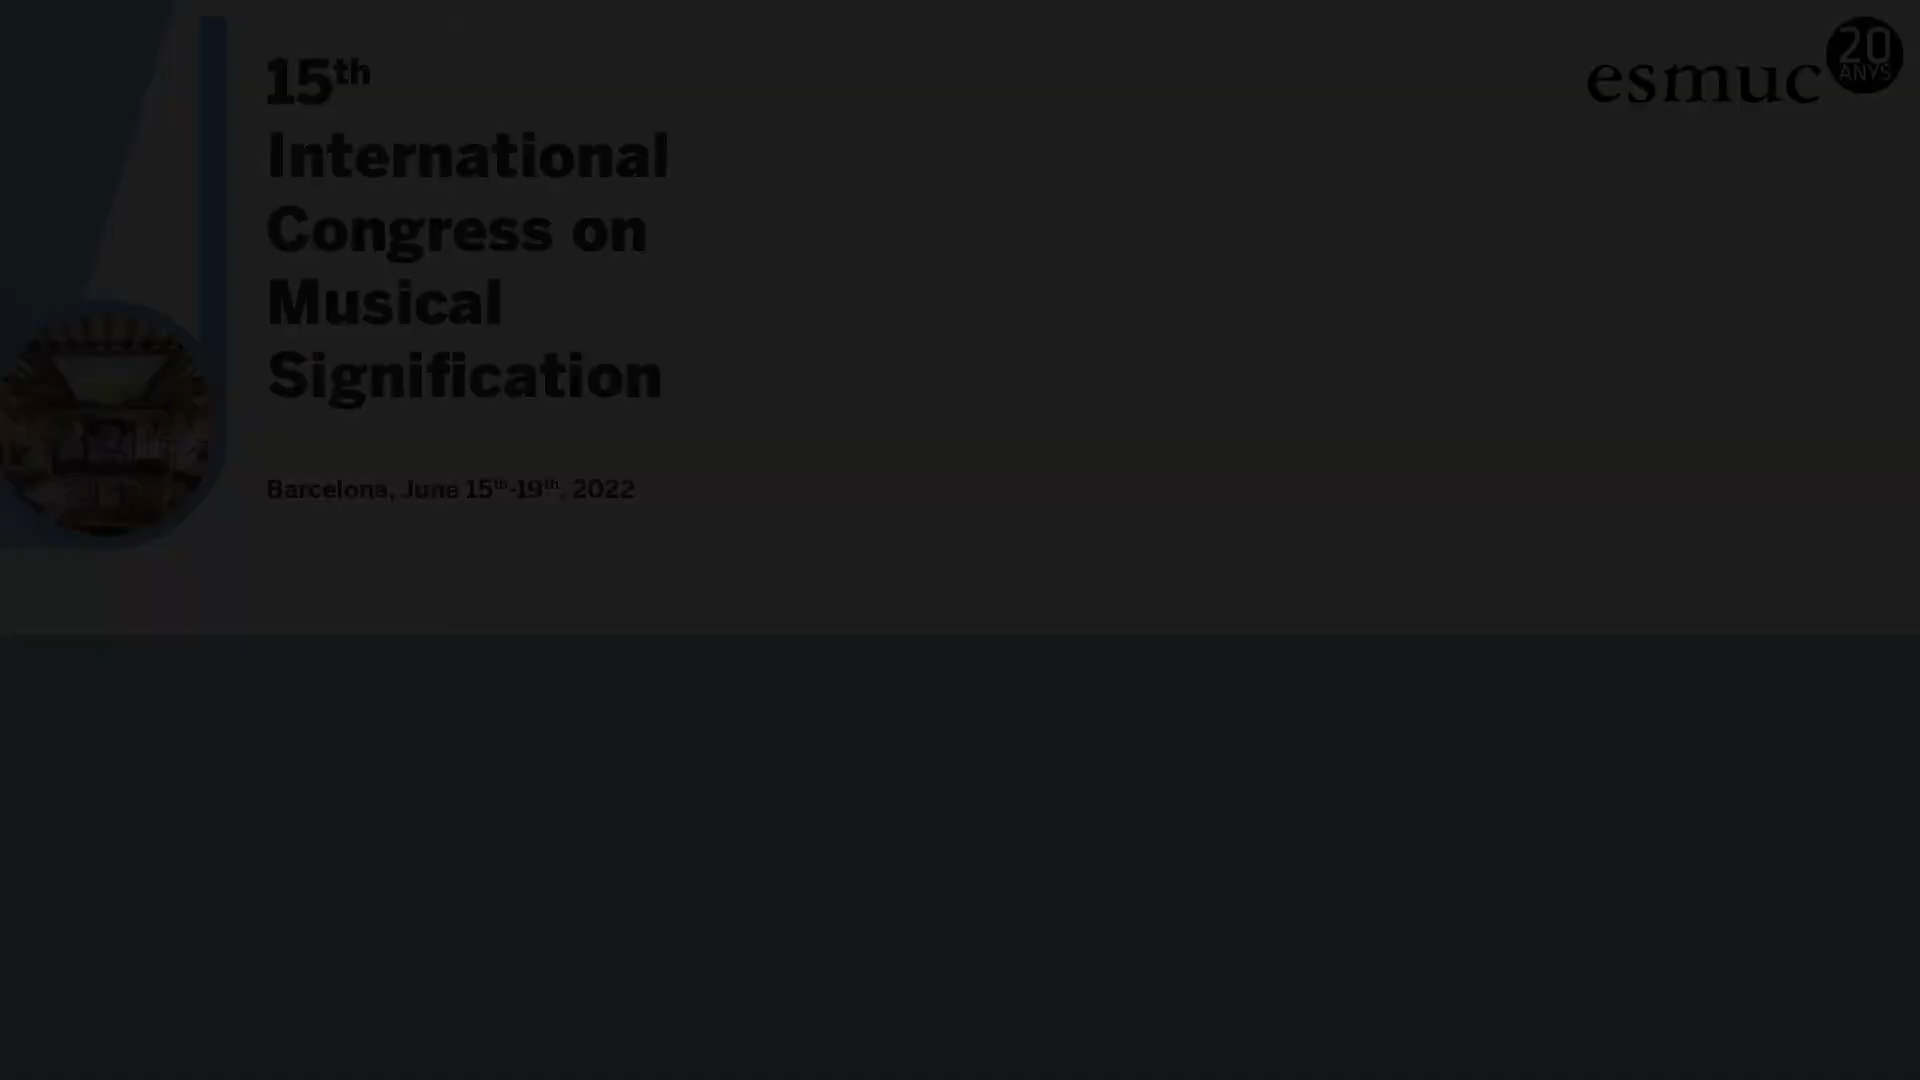 15th
International
Congress on
Musical
Signification
Barcelona, June 15th-19th, 2022
esmuc
20
ANYS